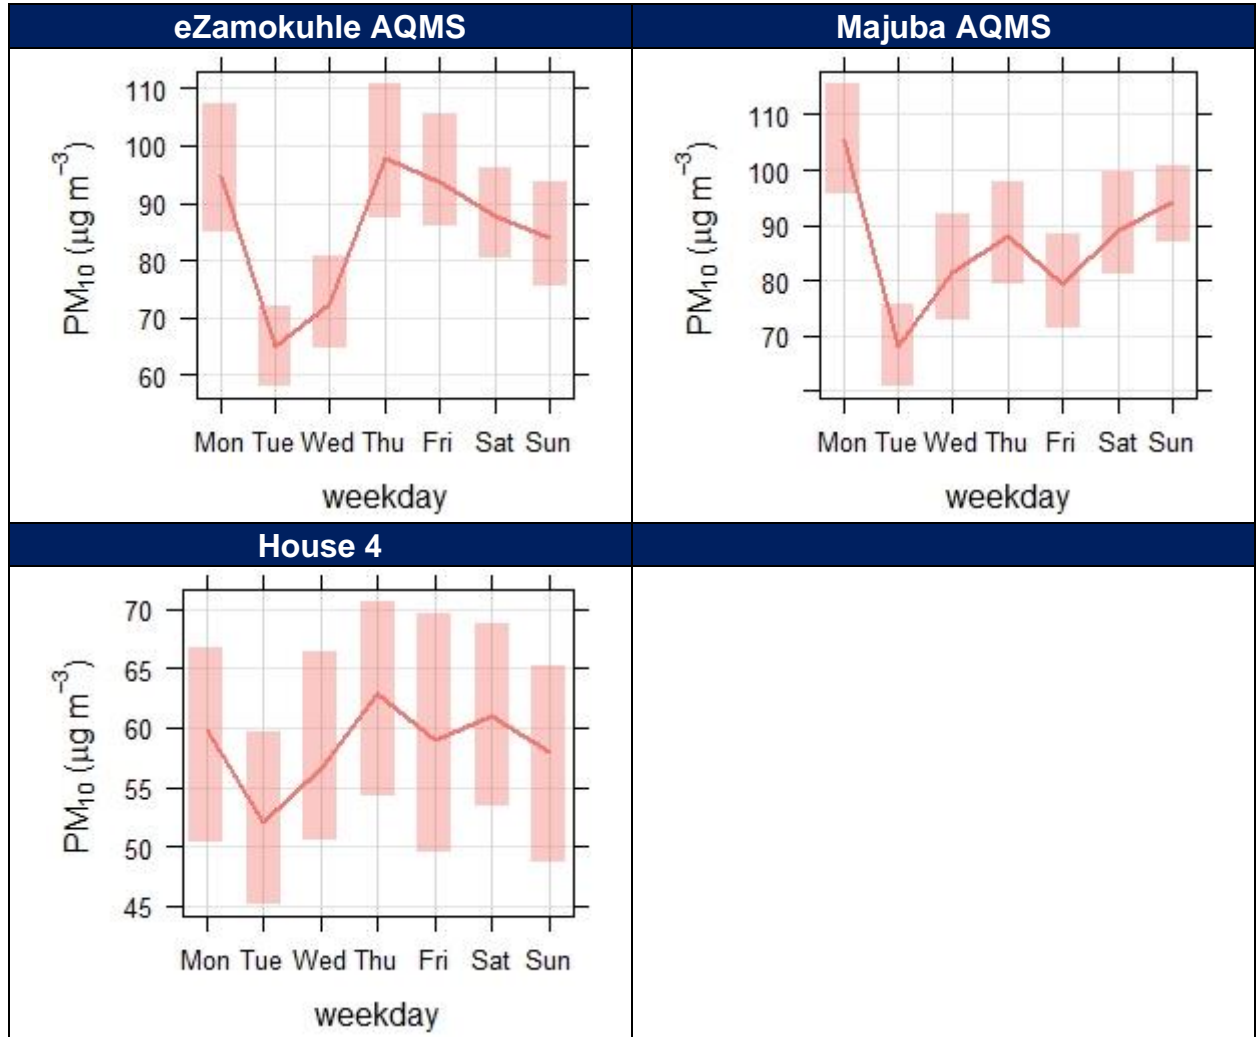 eZamokuhle AQMS
Majuba AQMS
PM₁₀ (µg m⁻³)
110
100
90
80
70
60
Mon Tue Wed Thu Fri Sat Sun
weekday
PM₁₀ (µg m⁻³)
110
100
90
80
70
Mon Tue Wed Thu Fri Sat Sun
weekday
House 4
PM₁₀ (µg m⁻³)
70
65
60
55
50
45
Mon Tue Wed Thu Fri Sat Sun
weekday